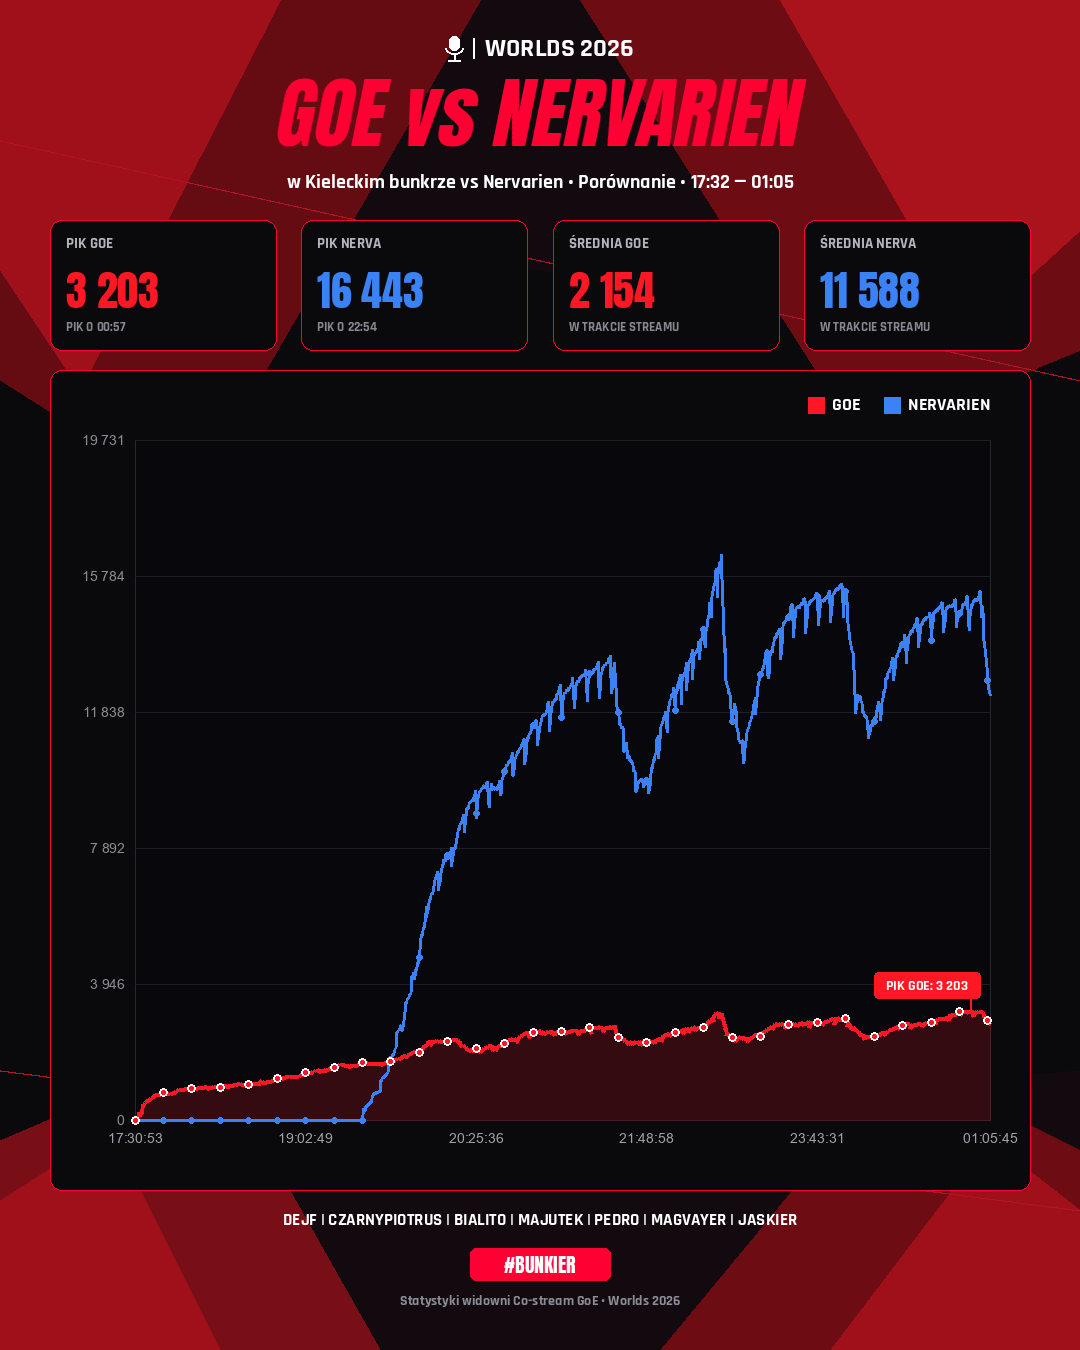 | WORLDS 2026
GOE vs NERVARIEN
w Kieleckim bunkrze vs Nervarien • Porównanie • 17:32 — 01:05
PIK GOE
3 203
PIK O 00:57
PIK NERVA
16 443
PIK O 22:54
ŚREDNIA GOE
2 154
W TRAKCIE STREAMU
ŚREDNIA NERVA
11 588
W TRAKCIE STREAMU
GOE NERVARIEN
19 731
15 784
11 838
7 892
3 946
0
PIK GOE: 3 203
17:30:53 19:02:49 20:25:36 21:48:58 23:43:31 01:05:45
DEJF | CZARNYPIOTRUS | BIALITO | MAJUTEK | PEDRO | MAGVAYER | JASKIER
#BUNKIER
Statystyki widowni Co-stream GoE • Worlds 2026